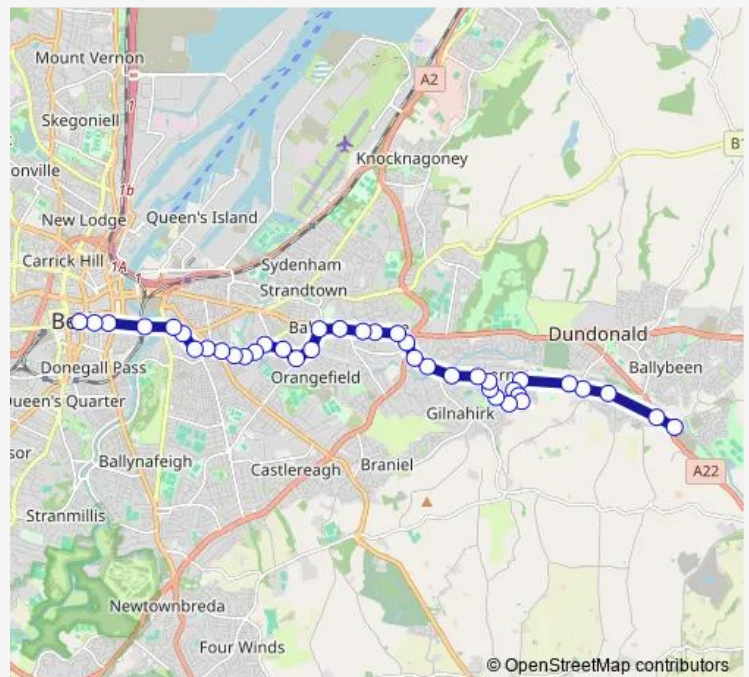 Mount Vernon
A2
Skegoniell
Knocknagoney
onville
1
1b
New Lodge
Queen's Island
Carrick Hill
1A
1
Sydenham
Strandtown
Be
Ba
Dundonald
Donegall Pass
Orangefield
Ballybeen
Queen's Quarter
Gilnahirk
sor
Ballynafeigh
Castlereagh
Braniel
A22
Stranmillis
Newtownbreda
Four Winds
© OpenStreetMap contributors